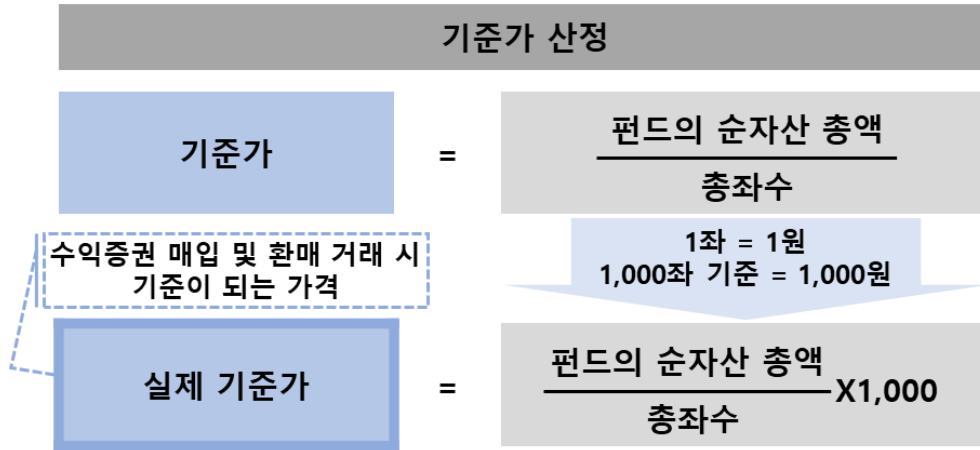 기준가 산정
기준가
=
펀드의 순자산 총액
총좌수
수익증권 매입 및 환매 거래 시
기준이 되는 가격
1좌 = 1원
1,000좌 기준 = 1,000원
실제 기준가
=
펀드의 순자산 총액
총좌수
X1,000